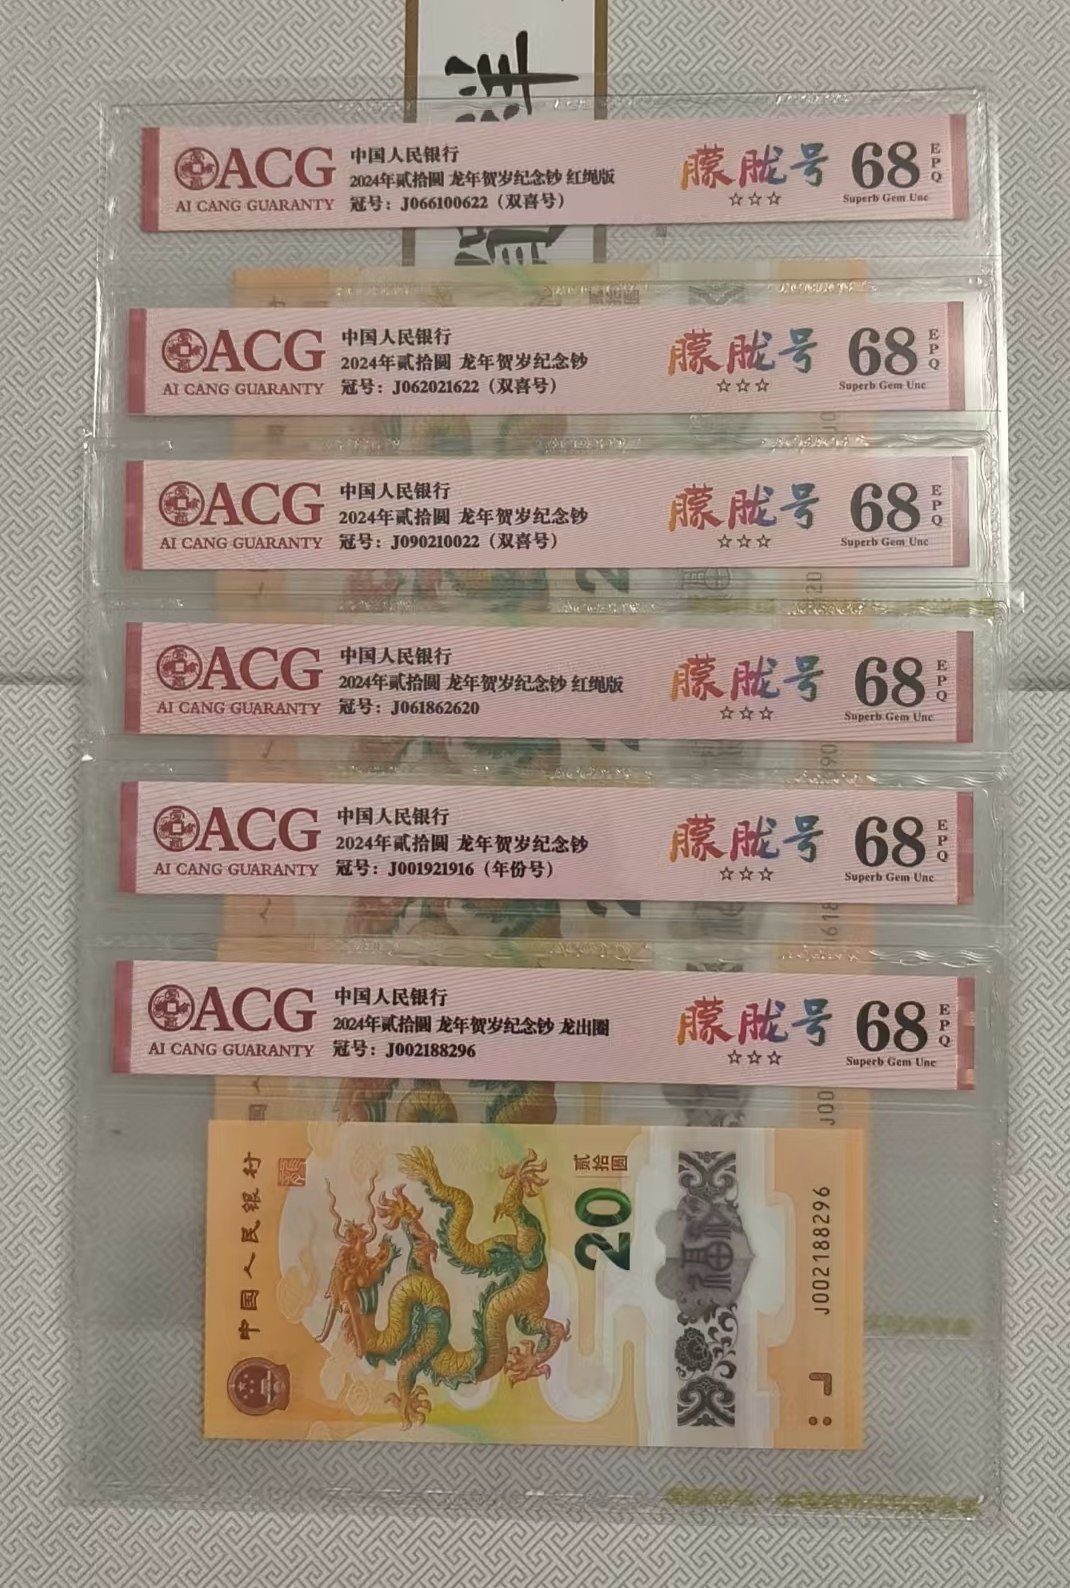 ACG
AI CANG GUARANTY
中国人民银行
2024年贰拾圆 龙年贺岁纪念钞 红绳版
冠号：J066100622（双喜号）
朦胧号
☆☆☆
68
EPQ
Superb Gem Unc
ACG
AI CANG GUARANTY
中国人民银行
2024年贰拾圆 龙年贺岁纪念钞
冠号：J062021622（双喜号）
朦胧号
☆☆☆
68
EPQ
Superb Gem Unc
ACG
AI CANG GUARANTY
中国人民银行
2024年贰拾圆 龙年贺岁纪念钞
冠号：J090210022（双喜号）
朦胧号
☆☆☆
68
EPQ
Superb Gem Unc
ACG
AI CANG GUARANTY
中国人民银行
2024年贰拾圆 龙年贺岁纪念钞 红绳版
冠号：J061862620
朦胧号
☆☆☆
68
EPQ
Superb Gem Unc
ACG
AI CANG GUARANTY
中国人民银行
2024年贰拾圆 龙年贺岁纪念钞
冠号：J001921916（年份号）
朦胧号
☆☆☆
68
EPQ
Superb Gem Unc
ACG
AI CANG GUARANTY
中国人民银行
2024年贰拾圆 龙年贺岁纪念钞 龙出圈
冠号：J002188296
朦胧号
☆☆☆
68
EPQ
Superb Gem Unc
中国人民银行
贰拾圆
20
J002188296